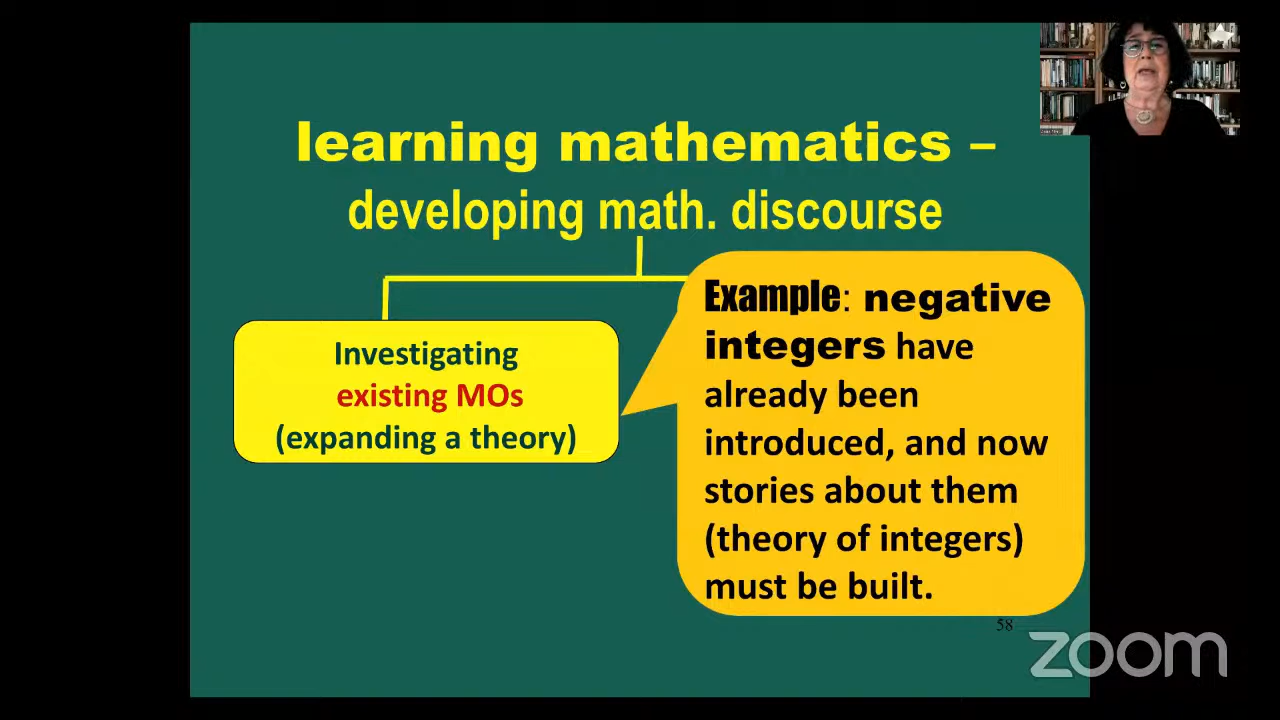 learning mathematics –
developing math. discourse
Investigating
existing MOs
(expanding a theory)
Example: negative
integers have
already been
introduced, and now
stories about them
(theory of integers)
must be built.
58
zoom